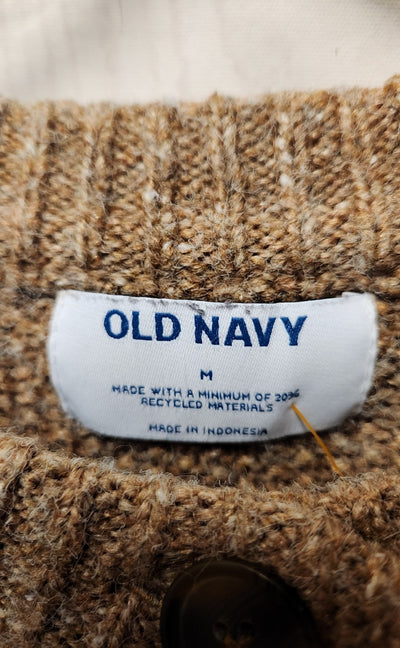 OLD NAVY
M
MADE WITH A MINIMUM OF 20%
RECYCLED MATERIALS
MADE IN INDONESIA